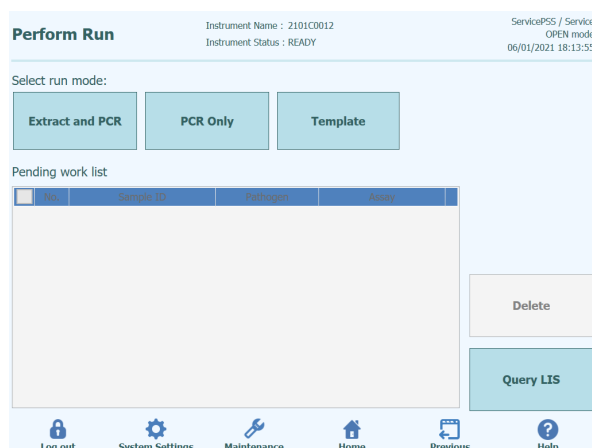 Perform Run
Instrument Name : 2101C0012
Instrument Status : READY
ServicePSS / Service
OPEN mode
06/01/2021 18:13:55
Select run mode:
Extract and PCR
PCR Only
Template
Pending work list
No. Sample ID Pathogen Assay
Delete
Query LIS
Log out System Settings Maintenance Home Previous Help